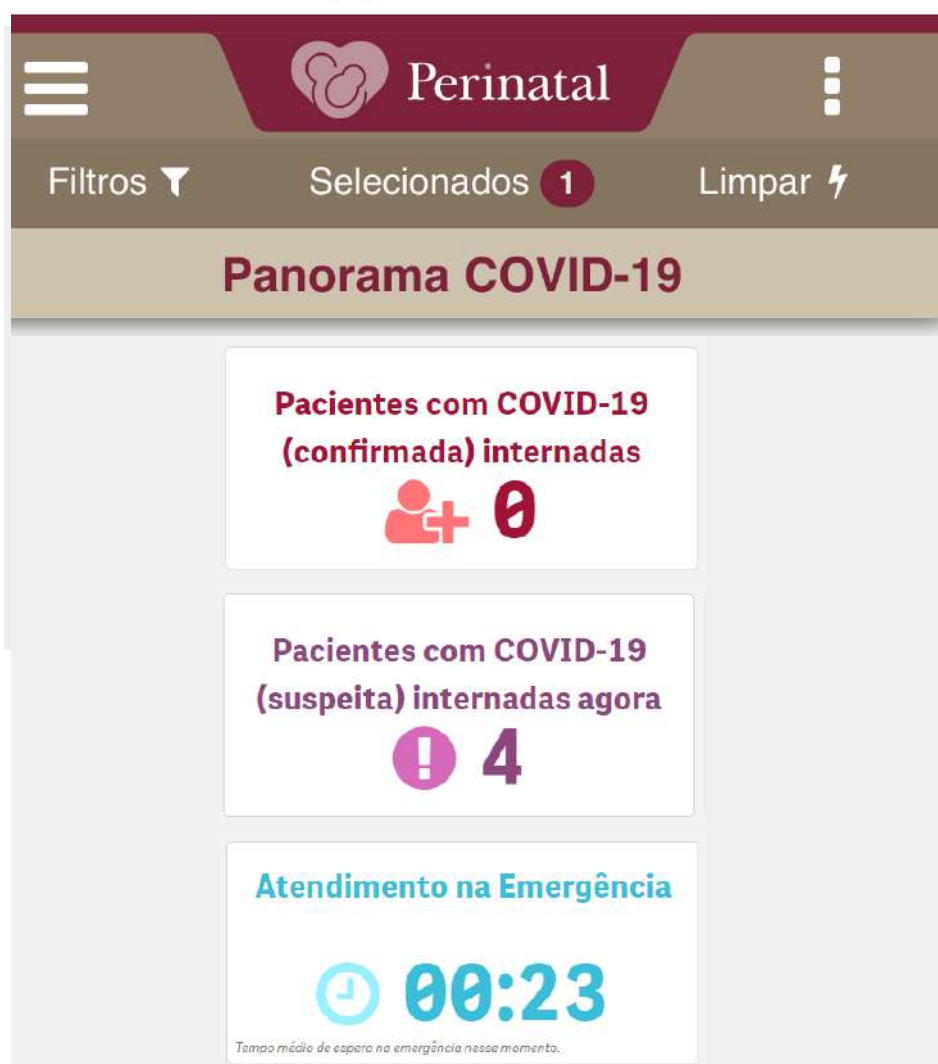 Perinatal
Filtros Selecionados 1 Limpar
Panorama COVID-19
Pacientes com COVID-19
(confirmada) internadas
0
Pacientes com COVID-19
(suspeita) internadas agora
! 4
Atendimento na Emergência
00:23
Tempo médio de espera na emergência nesse momento.